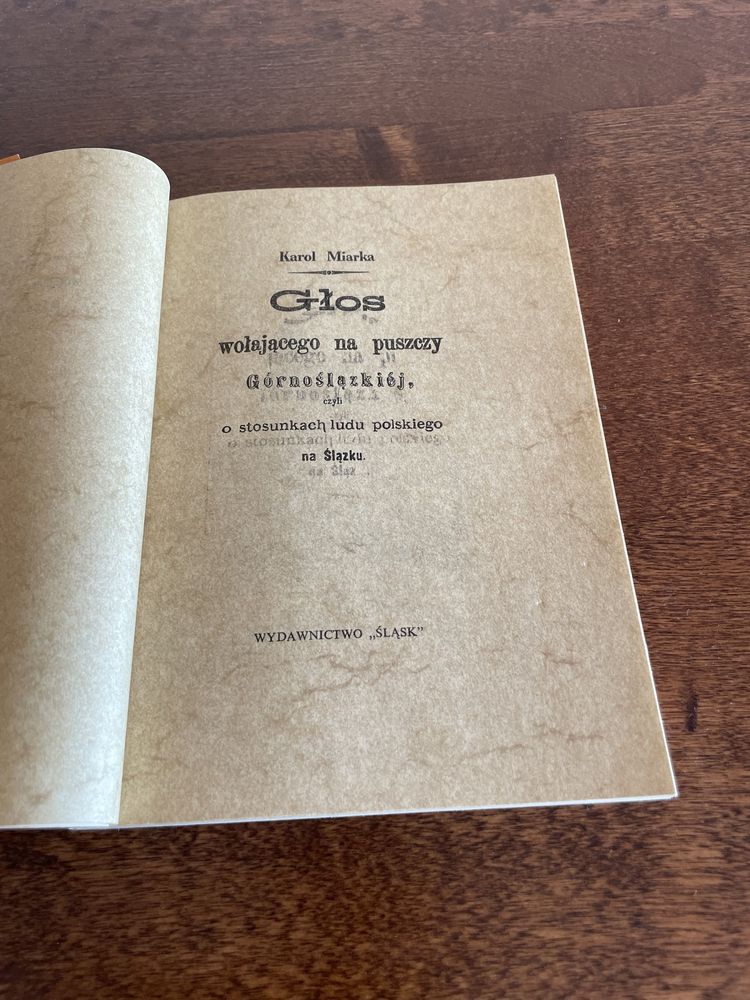 Karol Miarka
Głos
wołającego na puszczy
Górnoślązkiéj,
czyli
o stosunkach ludu polskiego
na Ślązku.
WYDAWNICTWO „ŚLĄSK”